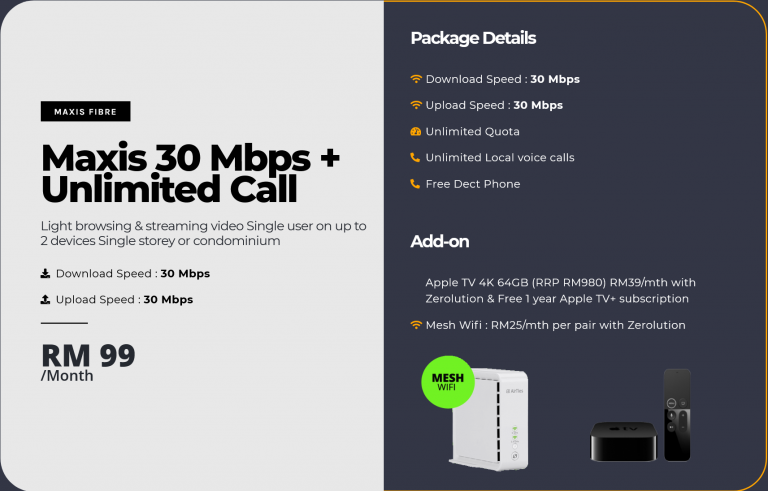 MAXIS FIBRE
Maxis 30 Mbps +
Unlimited Call
Light browsing & streaming video Single user on up to
2 devices Single storey or condominium
Download Speed : 30 Mbps
Upload Speed : 30 Mbps
RM 99
/Month
Package Details
Download Speed : 30 Mbps
Upload Speed : 30 Mbps
Unlimited Quota
Unlimited Local voice calls
Free Dect Phone
Add-on
Apple TV 4K 64GB (RRP RM980) RM39/mth with
Zerolution & Free 1 year Apple TV+ subscription
Mesh Wifi : RM25/mth per pair with Zerolution
MESH
WIFI